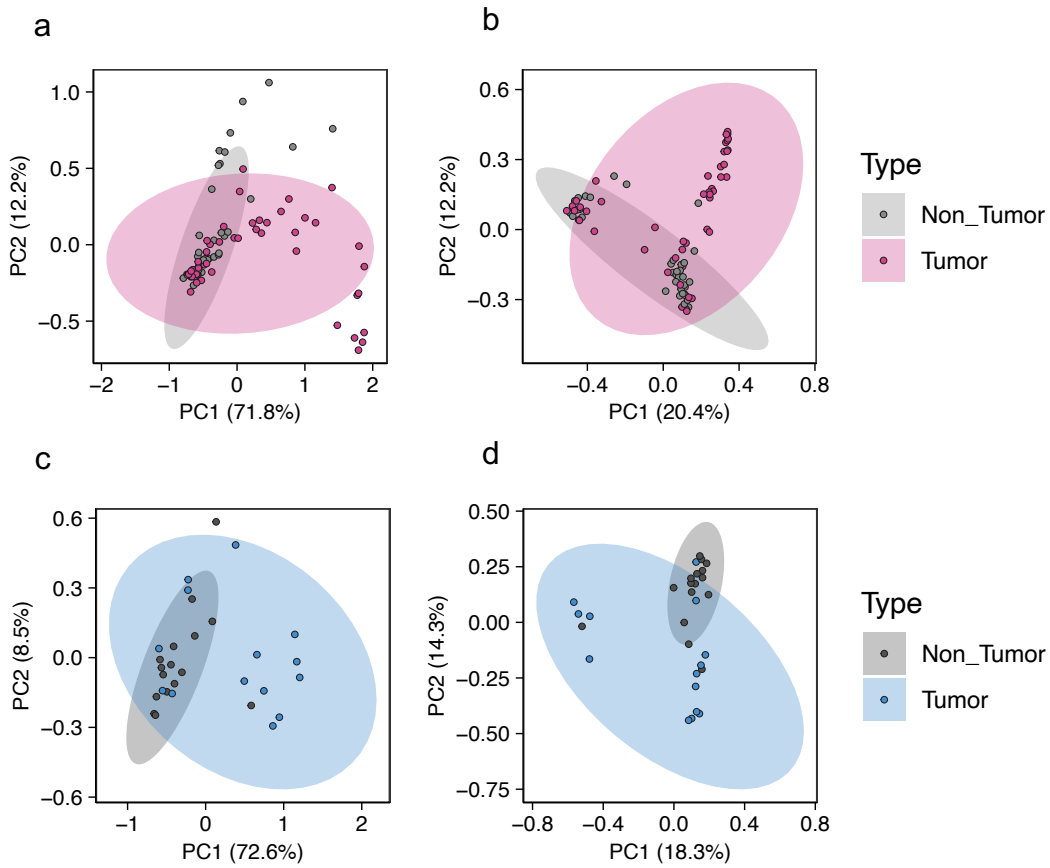 a
b
1.0
0.5
0.0
−0.5
PC2 (12.2%)
−2
−1
0
1
2
PC1 (71.8%)
0.6
0.3
0.0
−0.3
PC2 (12.2%)
−0.4
0.0
0.4
0.8
PC1 (20.4%)
Type
Non_Tumor
Tumor
c
d
0.6
0.3
0.0
−0.3
−0.6
PC2 (8.5%)
−1
0
1
2
PC1 (72.6%)
0.50
0.25
0.00
−0.25
−0.50
−0.75
PC2 (14.3%)
−0.8
−0.4
0.0
0.4
0.8
PC1 (18.3%)
Type
Non_Tumor
Tumor